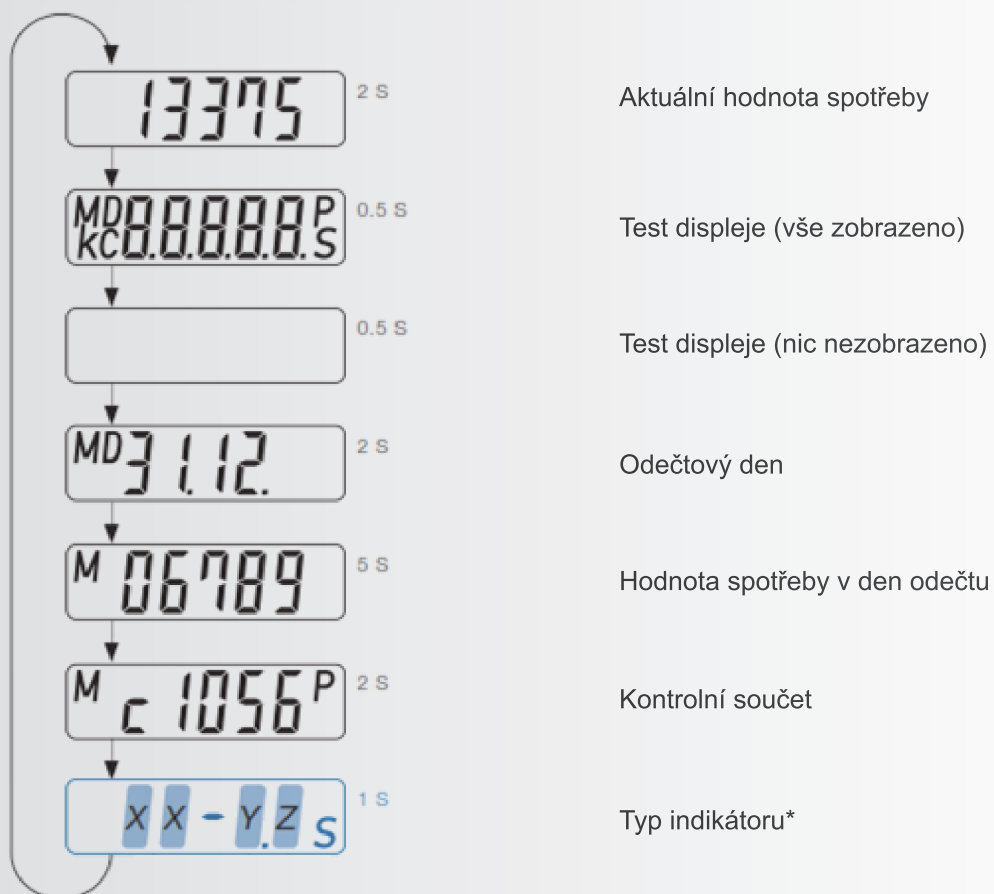 13375 2 S Aktuální hodnota spotřeby
MD KC 8.8.8.8.8. P S 0.5 S Test displeje (vše zobrazeno)
0.5 S Test displeje (nic nezobrazeno)
MD 31.12. 2 S Odečtový den
M 06789 5 S Hodnota spotřeby v den odečtu
M c1056 P 2 S Kontrolní součet
X X - Y. Z S 1 S Typ indikátoru*